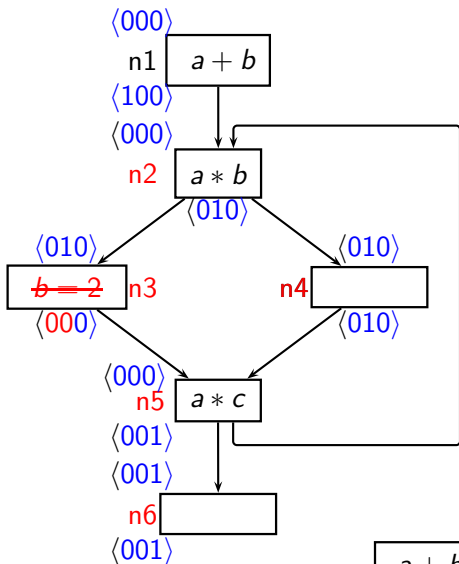 ⟨000⟩
n1 a + b
⟨100⟩
⟨000⟩
n2 a ∗ b
⟨010⟩
⟨010⟩ ⟨010⟩
b = 2 n3 n4
⟨000⟩ ⟨010⟩
⟨000⟩
n5 a ∗ c
⟨001⟩
⟨001⟩
n6
⟨001⟩
a + b